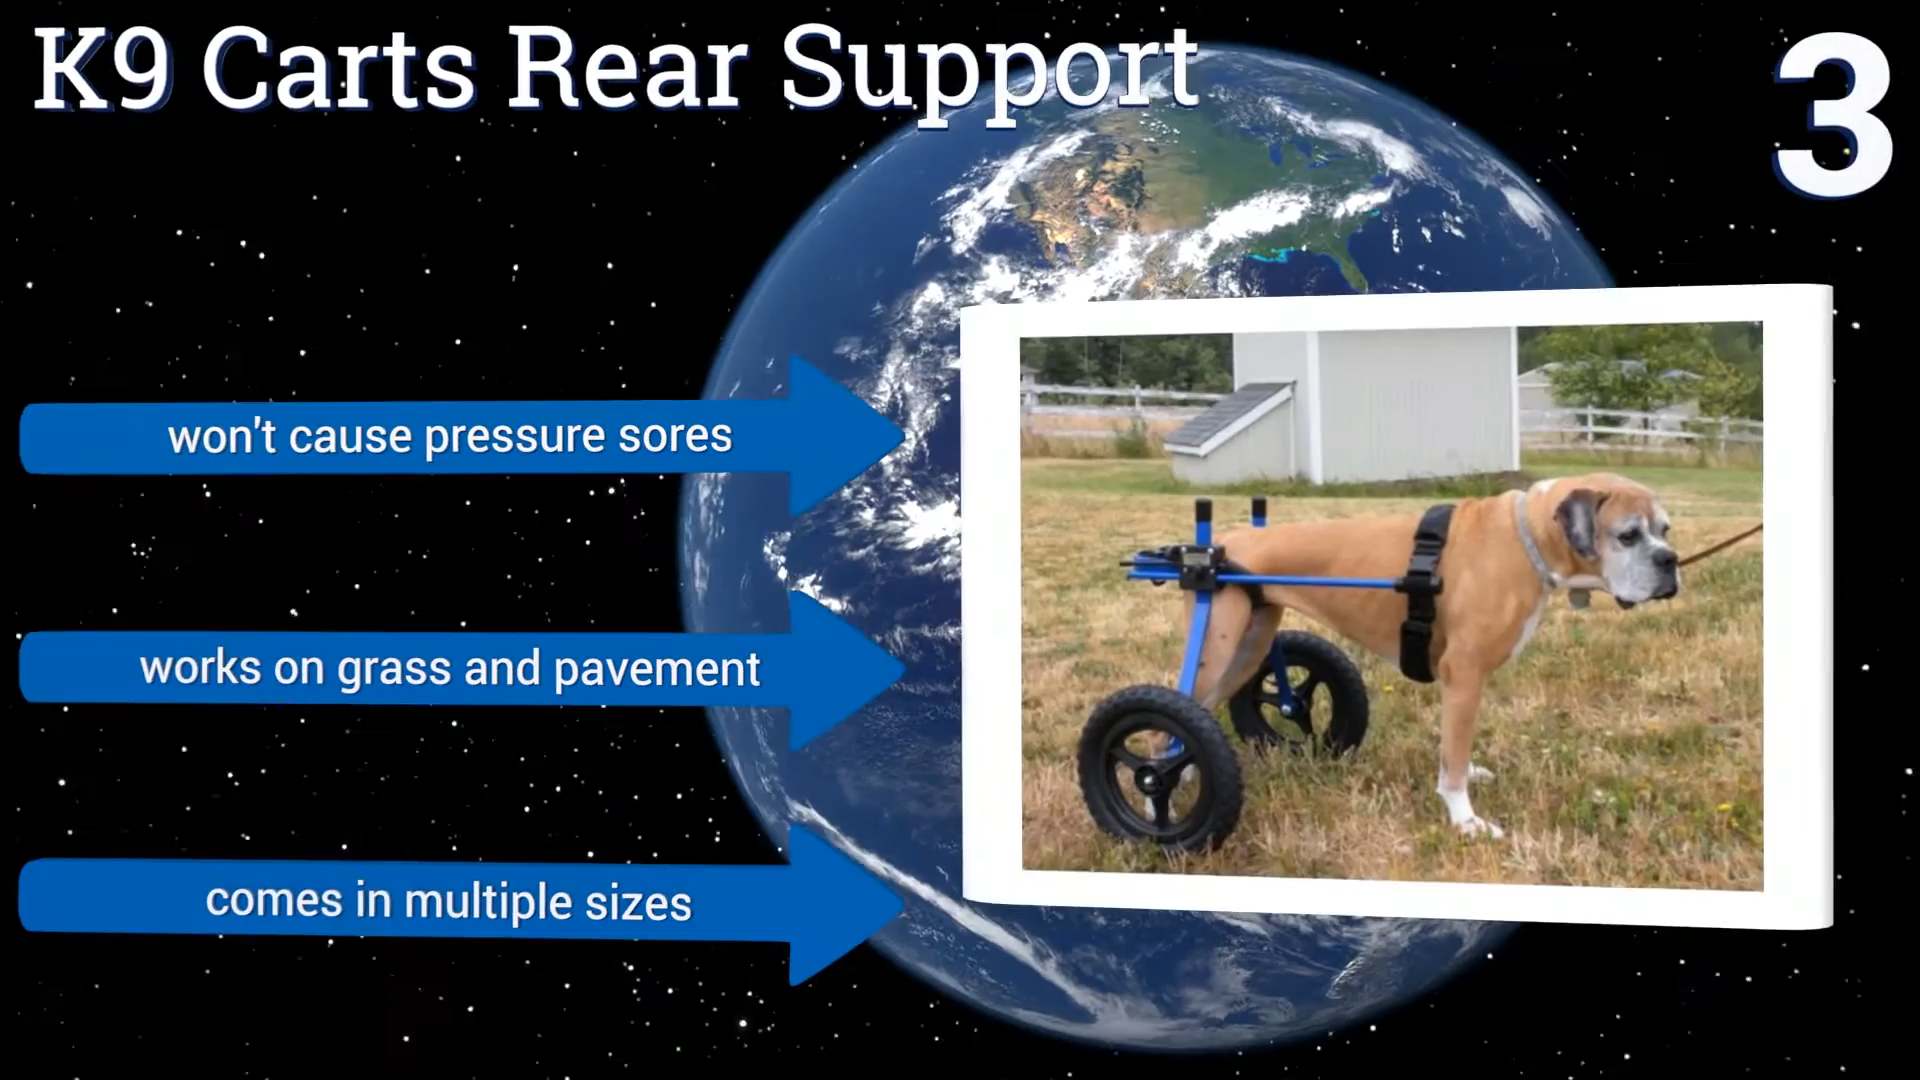 K9 Carts Rear Support
3
won't cause pressure sores
works on grass and pavement
comes in multiple sizes